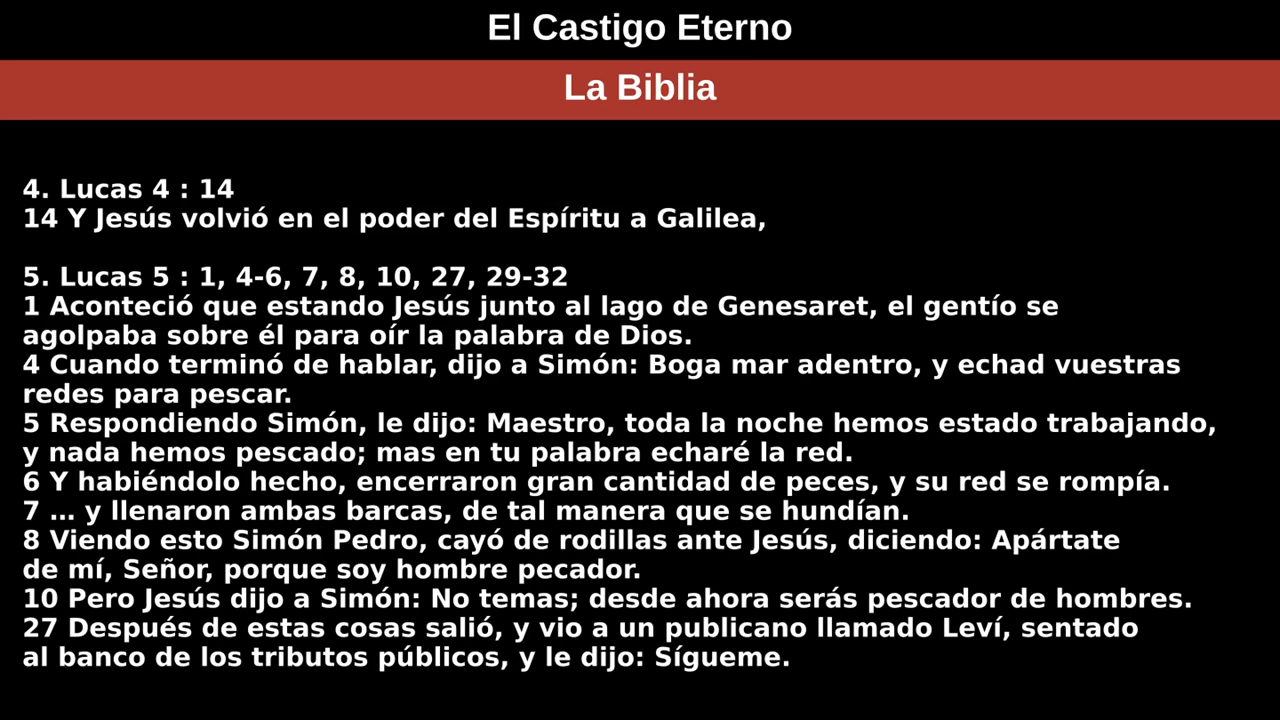 El Castigo Eterno
La Biblia
4. Lucas 4 : 14
14 Y Jesús volvió en el poder del Espíritu a Galilea,
5. Lucas 5 : 1, 4-6, 7, 8, 10, 27, 29-32
1 Aconteció que estando Jesús junto al lago de Genesaret, el gentío se
agolpaba sobre él para oír la palabra de Dios.
4 Cuando terminó de hablar, dijo a Simón: Boga mar adentro, y echad vuestras
redes para pescar.
5 Respondiendo Simón, le dijo: Maestro, toda la noche hemos estado trabajando,
y nada hemos pescado; mas en tu palabra echaré la red.
6 Y habiéndolo hecho, encerraron gran cantidad de peces, y su red se rompía.
7 … y llenaron ambas barcas, de tal manera que se hundían.
8 Viendo esto Simón Pedro, cayó de rodillas ante Jesús, diciendo: Apártate
de mí, Señor, porque soy hombre pecador.
10 Pero Jesús dijo a Simón: No temas; desde ahora serás pescador de hombres.
27 Después de estas cosas salió, y vio a un publicano llamado Leví, sentado
al banco de los tributos públicos, y le dijo: Sígueme.